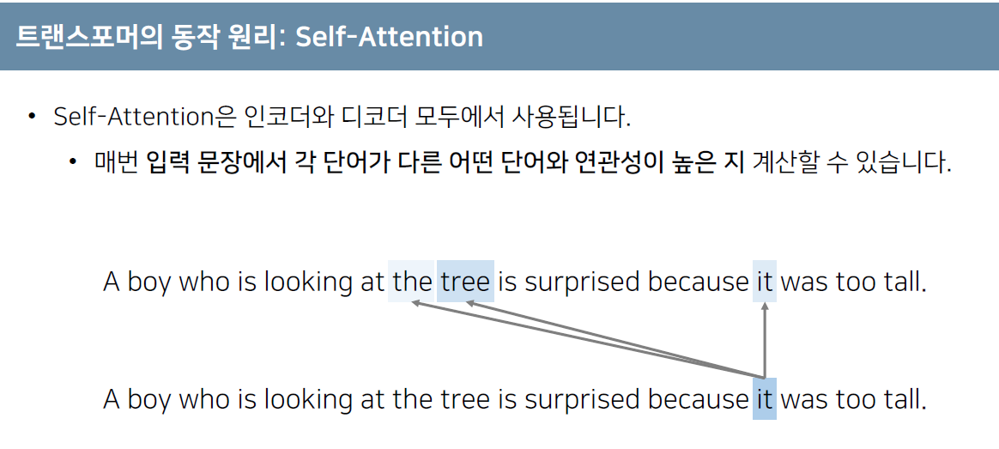 트랜스포머의 동작 원리: Self-Attention
• Self-Attention은 인코더와 디코더 모두에서 사용됩니다.
• 매번 입력 문장에서 각 단어가 다른 어떤 단어와 연관성이 높은 지 계산할 수 있습니다.
A boy who is looking at the tree is surprised because it was too tall.
A boy who is looking at the tree is surprised because it was too tall.